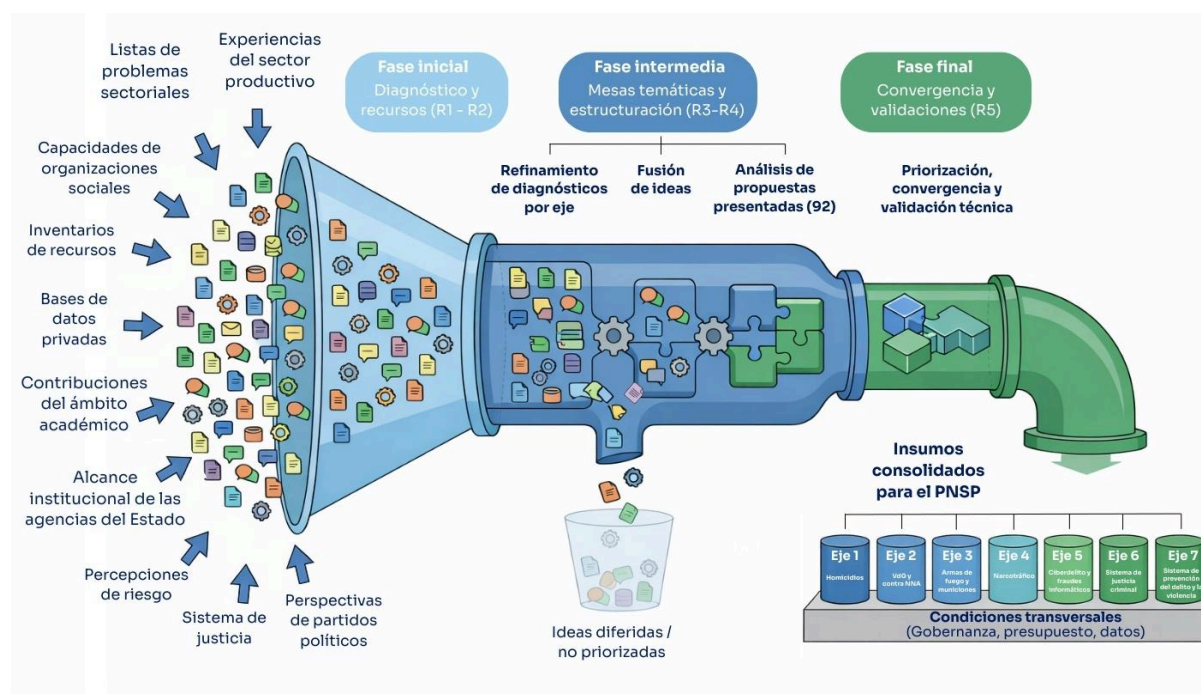 Listas de
problemas
sectoriales
Experiencias
del sector
productivo
Capacidades de
organizaciones
sociales
Inventarios
de recursos
Bases de
datos
privadas
Contribuciones
del ámbito
académico
Alcance
institucional de las
agencias del Estado
Percepciones
de riesgo
Sistema de
justicia
Perspectivas
de partidos
políticos
Fase inicial
Diagnóstico y
recursos (R1 - R2)
Fase intermedia
Mesas temáticas y
estructuración (R3-R4)
Refinamiento
de diagnósticos
por eje
Fusión
de ideas
Análisis de
propuestas
presentadas (92)
Fase final
Convergencia y
validaciones (R5)
Priorización,
convergencia y
validación técnica
Ideas diferidas /
no priorizadas
Insumos
consolidados
para el PNSP
Eje 1
Homicidios
Eje 2
VdG y
contra NNA
Eje 3
Armas de
fuego y
municiones
Eje 4
Narcotráfico
Eje 5
Ciberdelito y
fraudes
informáticos
Eje 6
Sistema de
justicia
criminal
Eje 7
Sistema de
prevención
del delito y la
violencia
Condiciones transversales
(Gobernanza, presupuesto, datos)